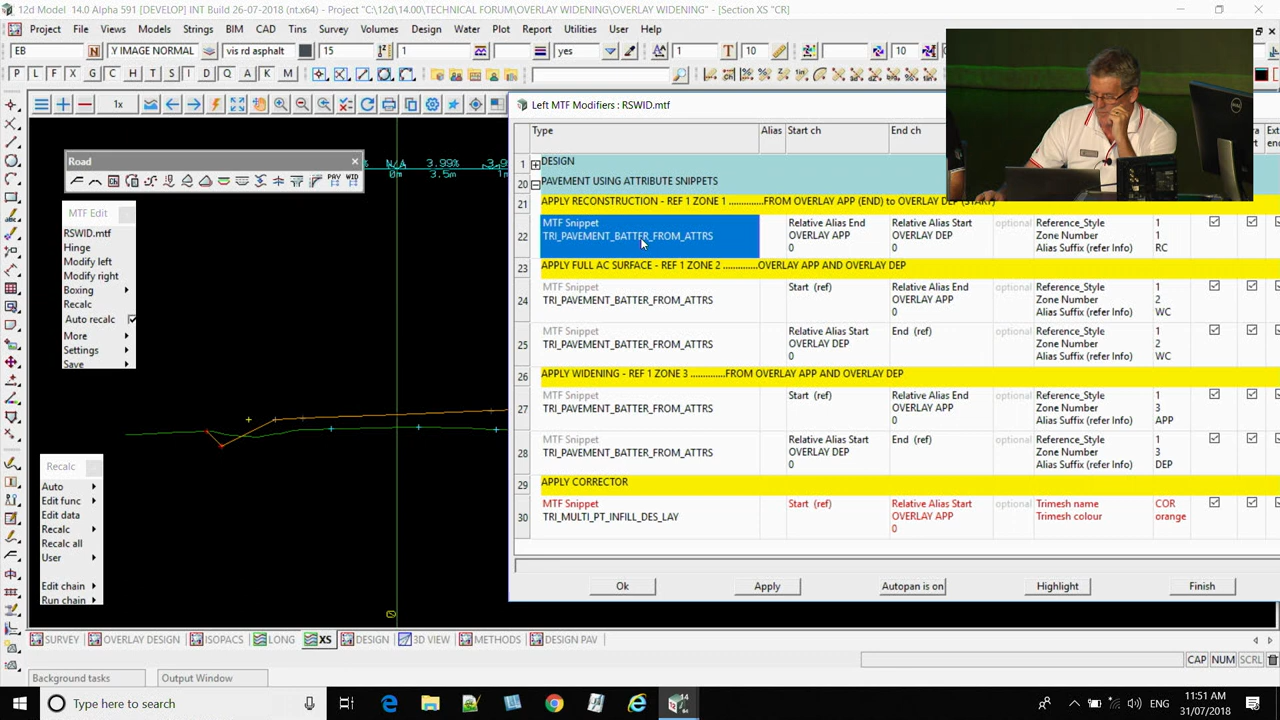 12d Model 14.0 Alpha 591 [DEVELOP] INT Build 26-07-2018 (nt.x64) - Project "C:\12d\14.00\TECHNICAL FORUM\OVERLAY WIDENING\OVERLAY WIDENING" - [Section XS "CR]
Project File View Models Strings BIM CAD Tins Survey Volumes Design Water Plot Report Utilities User
EB Y IMAGE NORMAL vis rd asphalt 15 1 yes 1 10 10
P L F X G C H T S I D Q A K M
1x
Left MTF Modifiers : RSWID.mtf
Type Alias Start ch End ch
1 DESIGN
20 PAVEMENT USING ATTRIBUTE SNIPPETS
21 APPLY RECONSTRUCTION - REF 1 ZONE 1 ..............FROM OVERLAY APP (END) to OVERLAY DEP (START)
22 MTF Snippet Relative Alias End Relative Alias Start Reference_Style 1
TRI_PAVEMENT_BATTER_FROM_ATTRS OVERLAY APP OVERLAY DEP optional Zone Number 1
0 0 Alias Suffix (refer Info) RC
23 APPLY FULL AC SURFACE - REF 1 ZONE 2 ..............OVERLAY APP AND OVERLAY DEP
24 MTF Snippet Start (ref) Relative Alias End optional Reference_Style 1
TRI_PAVEMENT_BATTER_FROM_ATTRS OVERLAY APP Zone Number 2
0 Alias Suffix (refer Info) WC
25 MTF Snippet Relative Alias Start End (ref) optional Reference_Style 1
TRI_PAVEMENT_BATTER_FROM_ATTRS OVERLAY DEP Zone Number 2
0 Alias Suffix (refer Info) WC
26 APPLY WIDENING - REF 1 ZONE 3 ..............FROM OVERLAY APP AND OVERLAY DEP
27 MTF Snippet Start (ref) Relative Alias End optional Reference_Style 1
TRI_PAVEMENT_BATTER_FROM_ATTRS OVERLAY APP Zone Number 3
0 Alias Suffix (refer Info) APP
28 MTF Snippet Relative Alias Start End (ref) optional Reference_Style 1
TRI_PAVEMENT_BATTER_FROM_ATTRS OVERLAY DEP Zone Number 3
0 Alias Suffix (refer Info) DEP
29 APPLY CORRECTOR
30 MTF Snippet Start (ref) Relative Alias Start optional Trimesh name COR
TRI_MULTI_PT_INFILL_DES_LAY OVERLAY APP Trimesh colour orange
0
Ok Apply Autopan is on Highlight Finish
N/A 3.99%
0m 3.5m
Road
PAV WID
MTF Edit
RSWID.mtf
Hinge
Modify left
Modify right
Boxing
Recalc
Auto recalc
More
Settings
Save
Recalc
Auto
Edit func
Edit data
Recalc
Recalc all
User
Edit chain
Run chain
SURVEY OVERLAY DESIGN ISOPACS LONG XS DESIGN 3D VIEW METHODS DESIGN PAV
CAP NUM SCRL
Background tasks Output Window
Type here to search
ENG
11:51 AM
31/07/2018